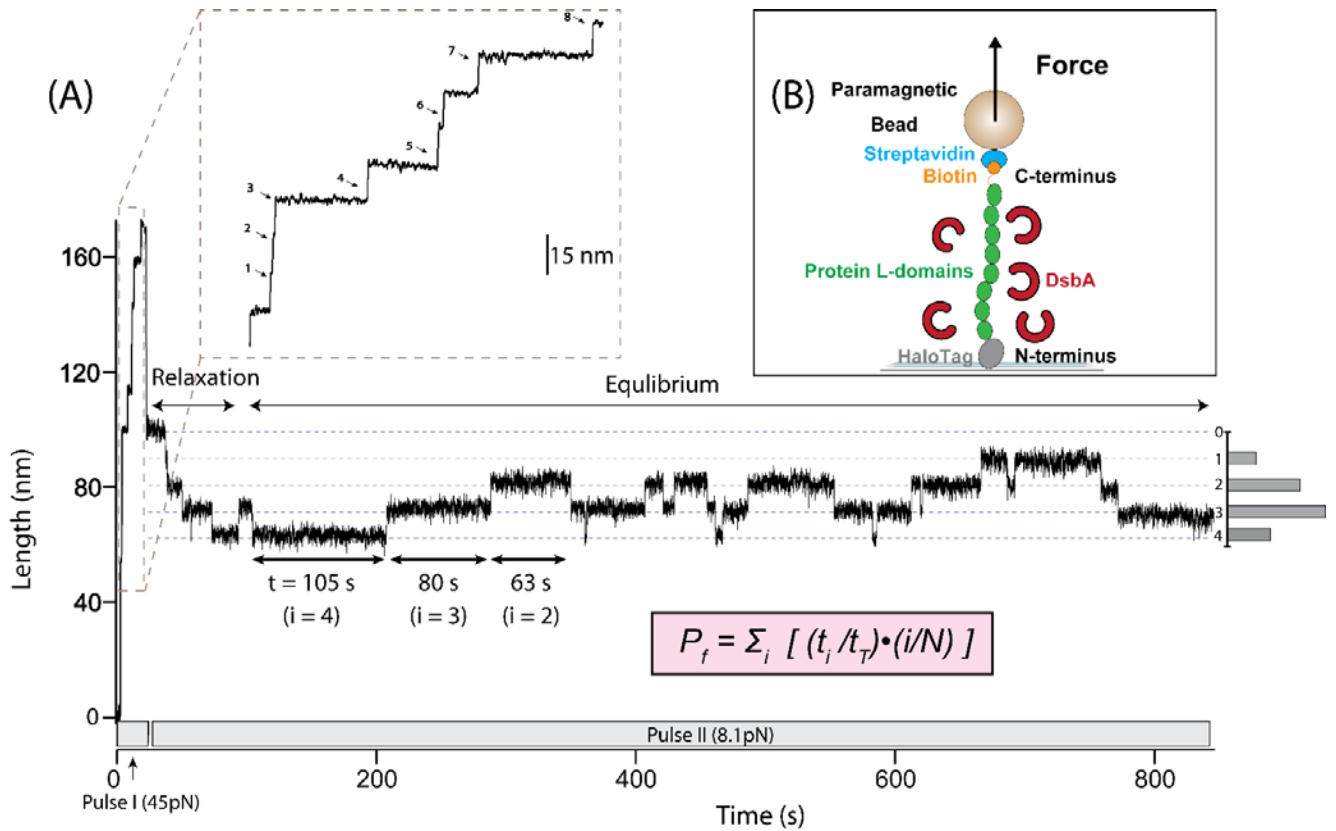 (A)
1
2
3
4
5
6
7
8
15 nm
(B)
Force
Paramagnetic
Bead
Streptavidin
Biotin
C-terminus
Protein L-domains
DsbA
HaloTag
N-terminus
Relaxation
Equlibrium
Length (nm)
160
120
80
40
0
0
1
2
3
4
t = 105 s
(i = 4)
80 s
(i = 3)
63 s
(i = 2)
P_f = Σ_i [ (t_i /t_T)•(i/N) ]
Pulse II (8.1pN)
0
200
400
600
800
Pulse I (45pN)
Time (s)